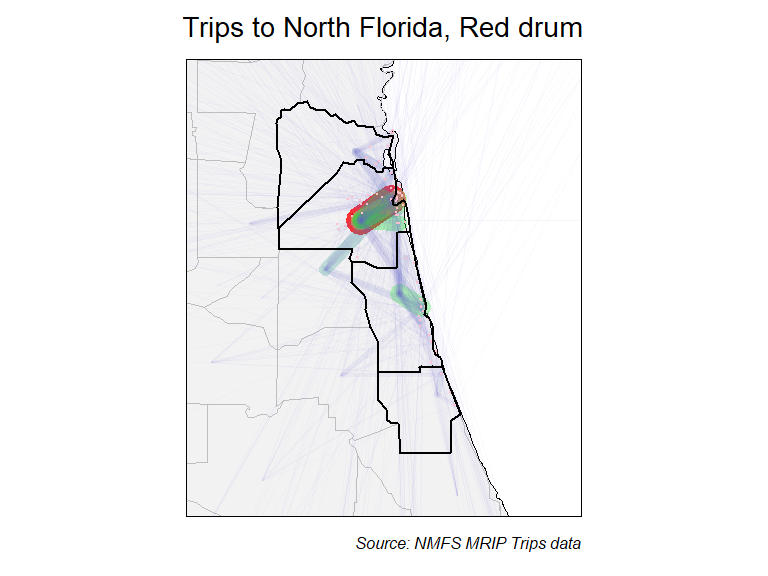 Trips to North Florida, Red drum
Source: NMFS MRIP Trips data